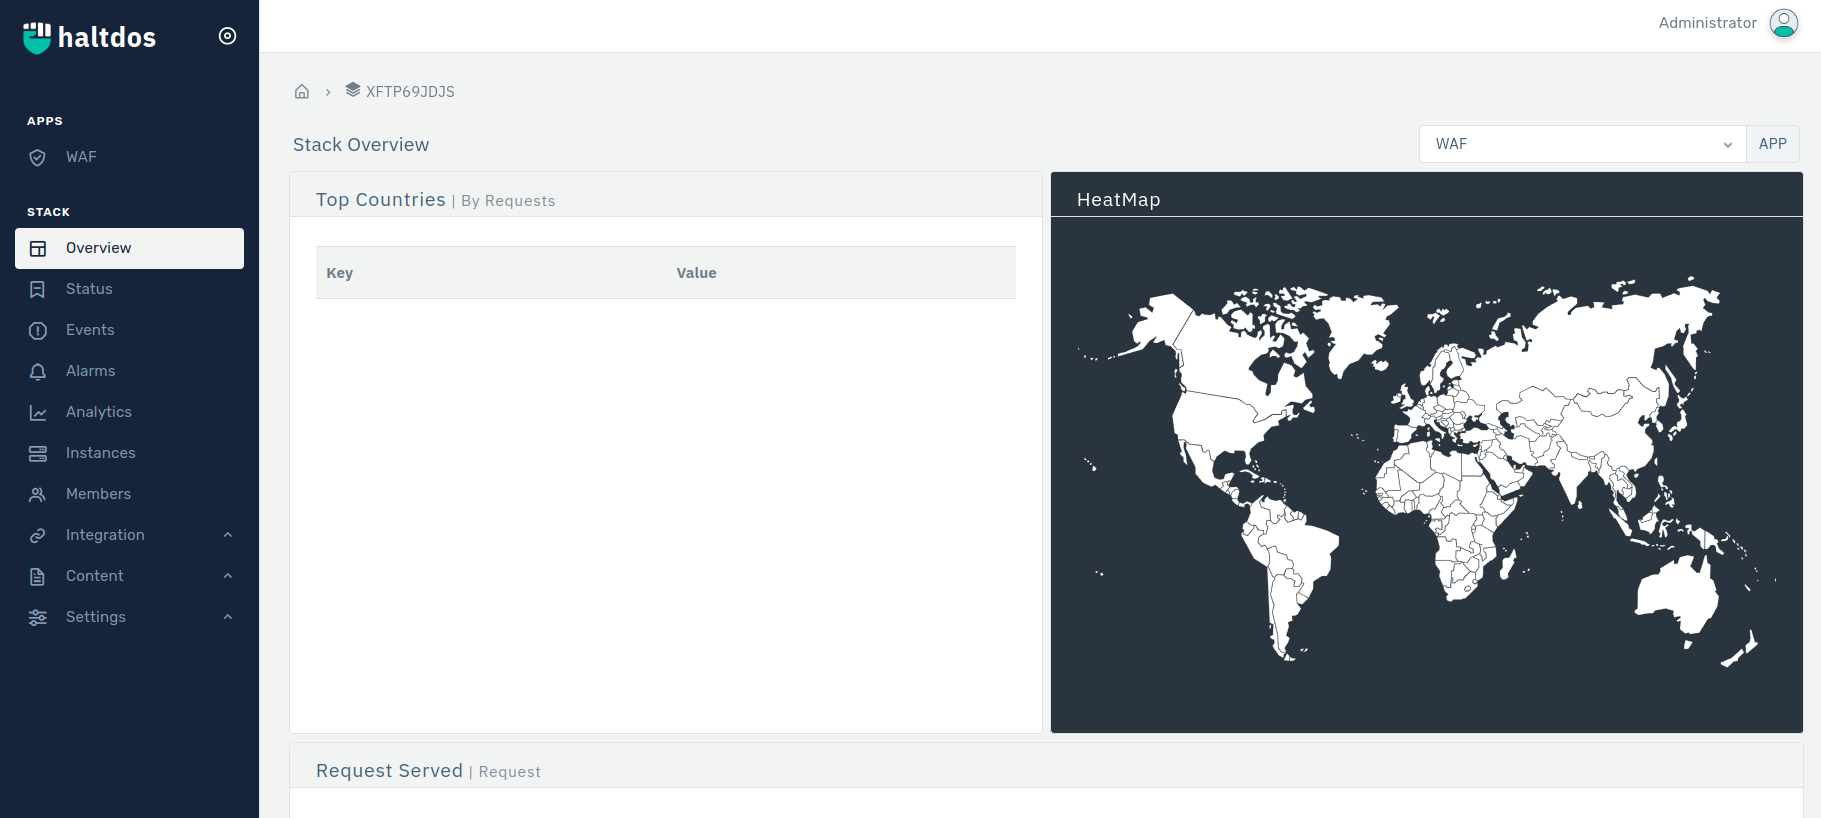 haltdos
Administrator
APPS
WAF
STACK
Overview
Status
Events
Alarms
Analytics
Instances
Members
Integration
Content
Settings
XFTP69JDJS
Stack Overview
WAF
APP
Top Countries | By Requests
Key Value
HeatMap
Request Served | Request